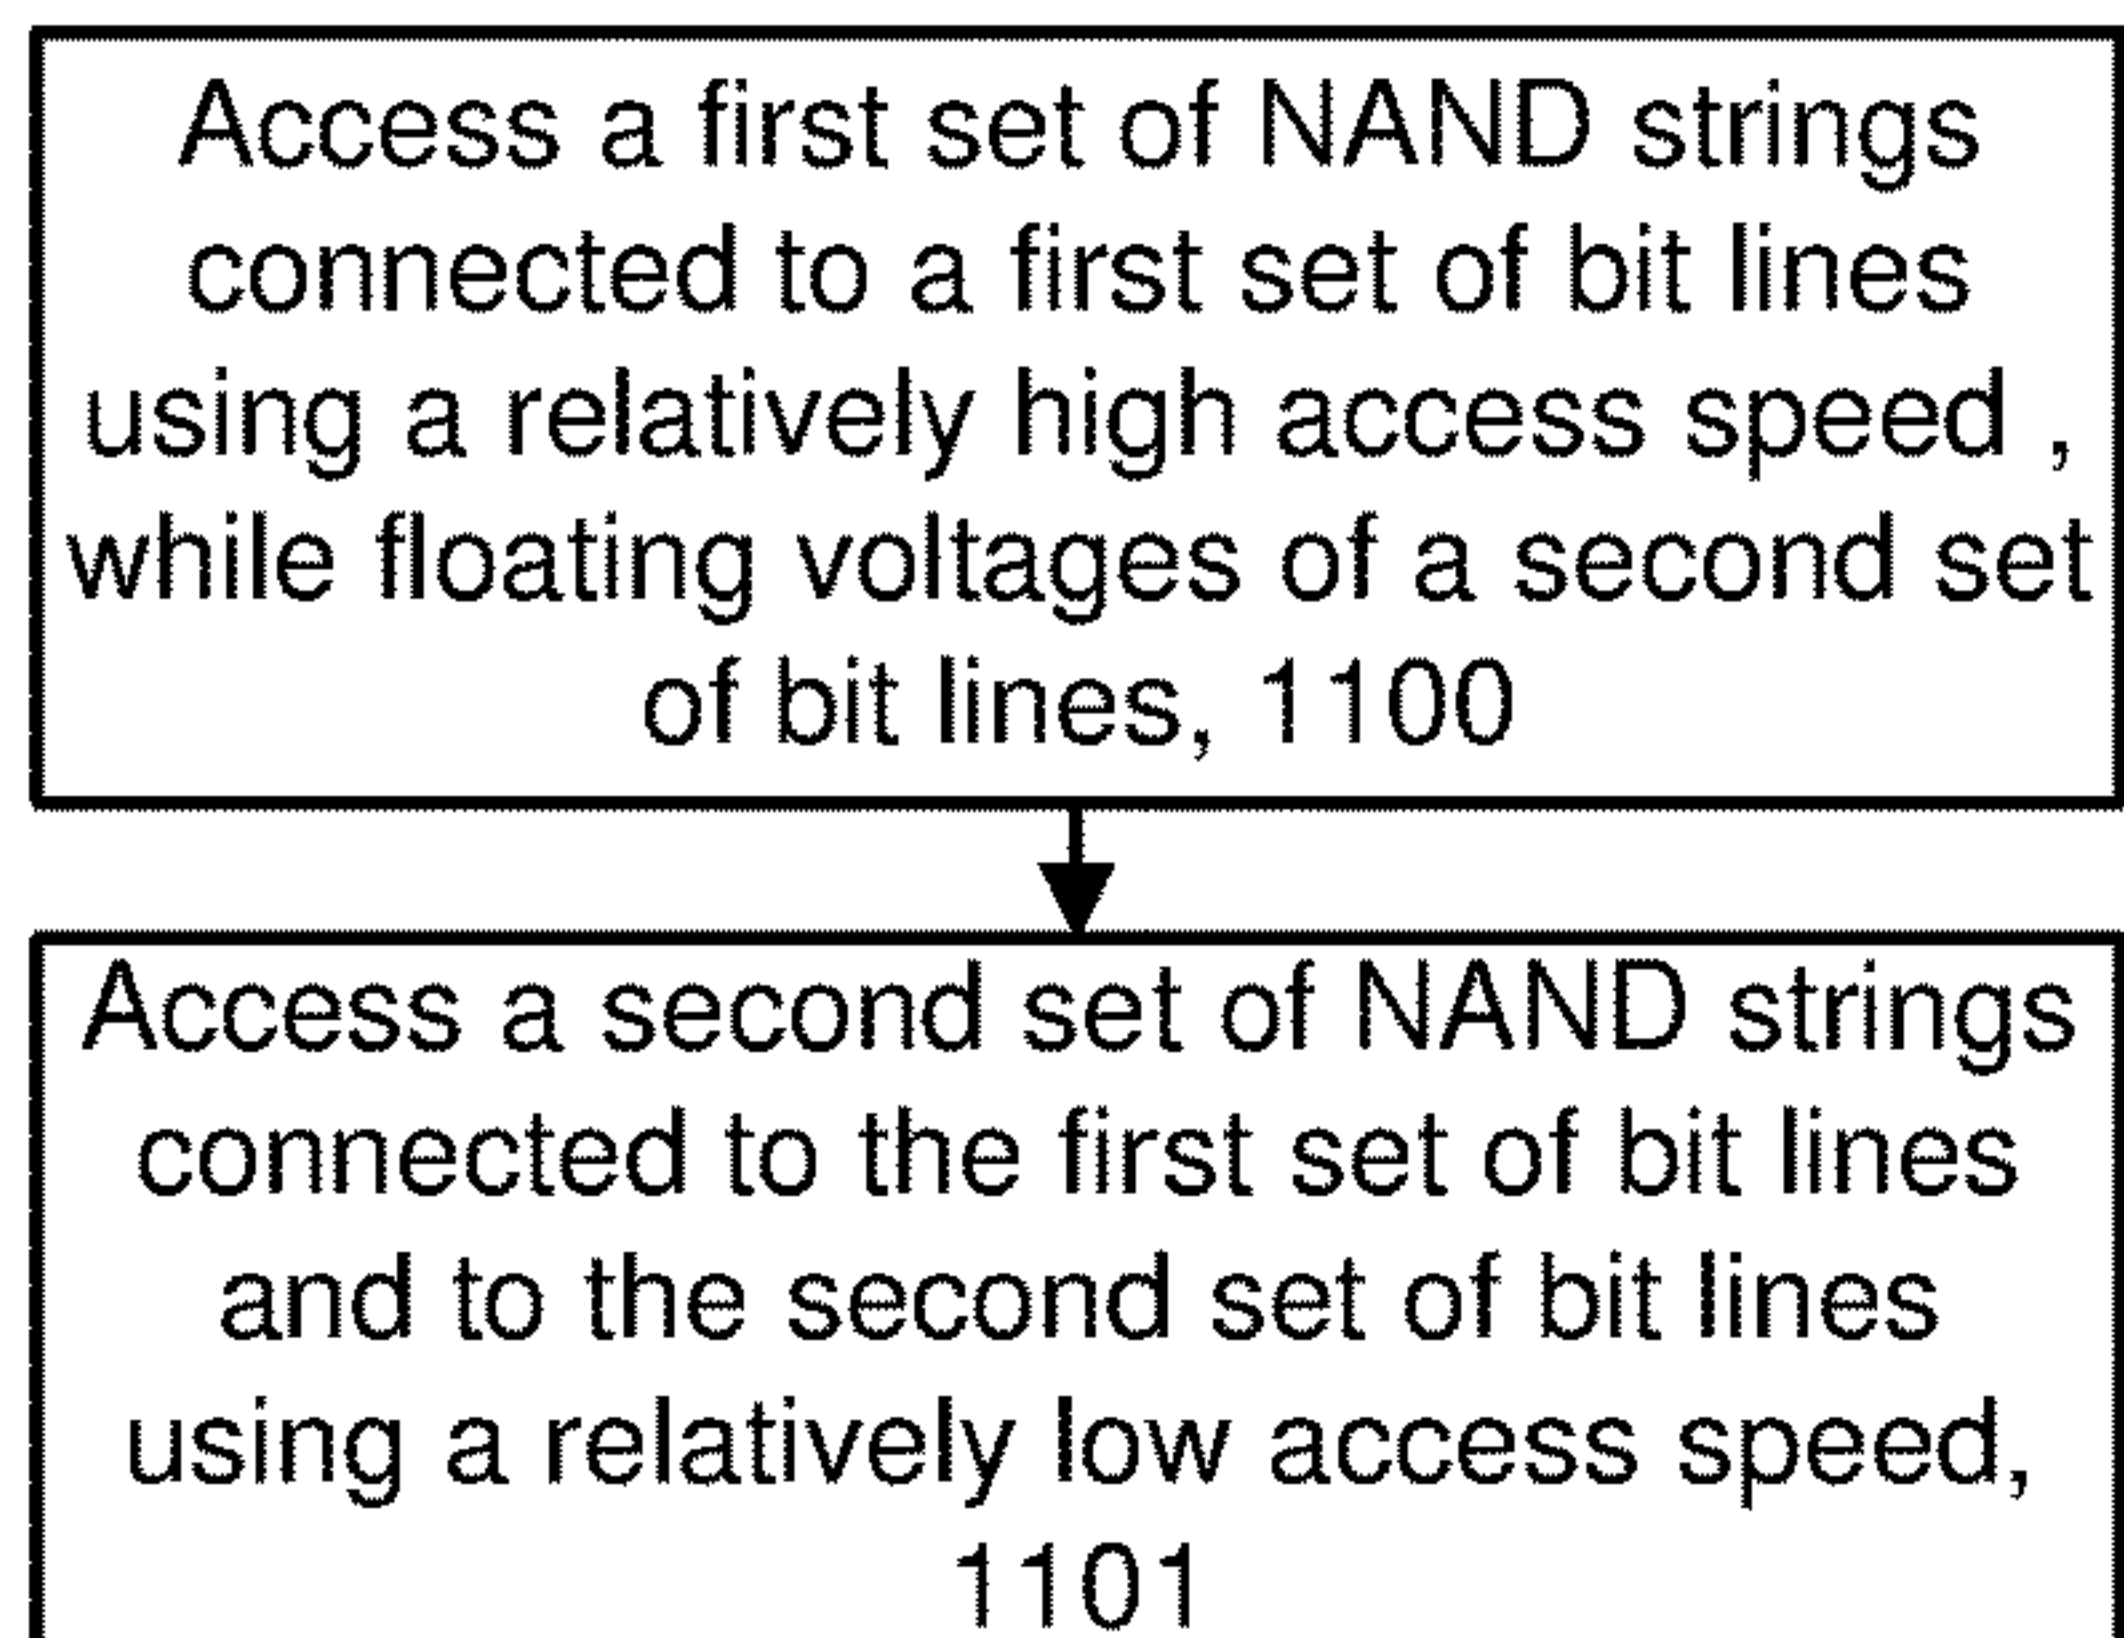 Access a first set of NAND strings
connected to a first set of bit lines
using a relatively high access speed ,
while floating voltages of a second set
of bit lines, 1100
Access a second set of NAND strings
connected to the first set of bit lines
and to the second set of bit lines
using a relatively low access speed,
1101